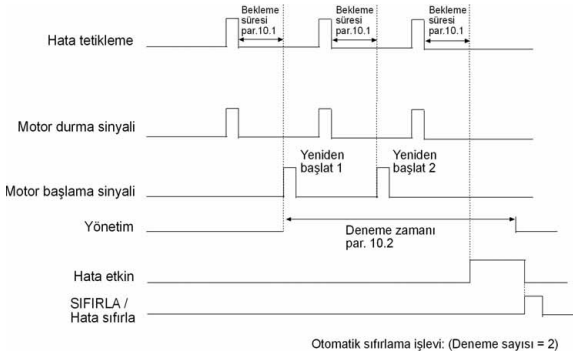 Bekleme
süresi
par.10.1
Bekleme
süresi
par.10.1
Bekleme
süresi
par.10.1
Hata tetikleme
Motor durma sinyali
Yeniden
başlat 1
Yeniden
başlat 2
Motor başlama sinyali
Yönetim
Deneme zamanı
par. 10.2
Hata etkin
SIFIRLA /
Hata sıfırla
Otomatik sıfırlama işlevi: (Deneme sayısı = 2)